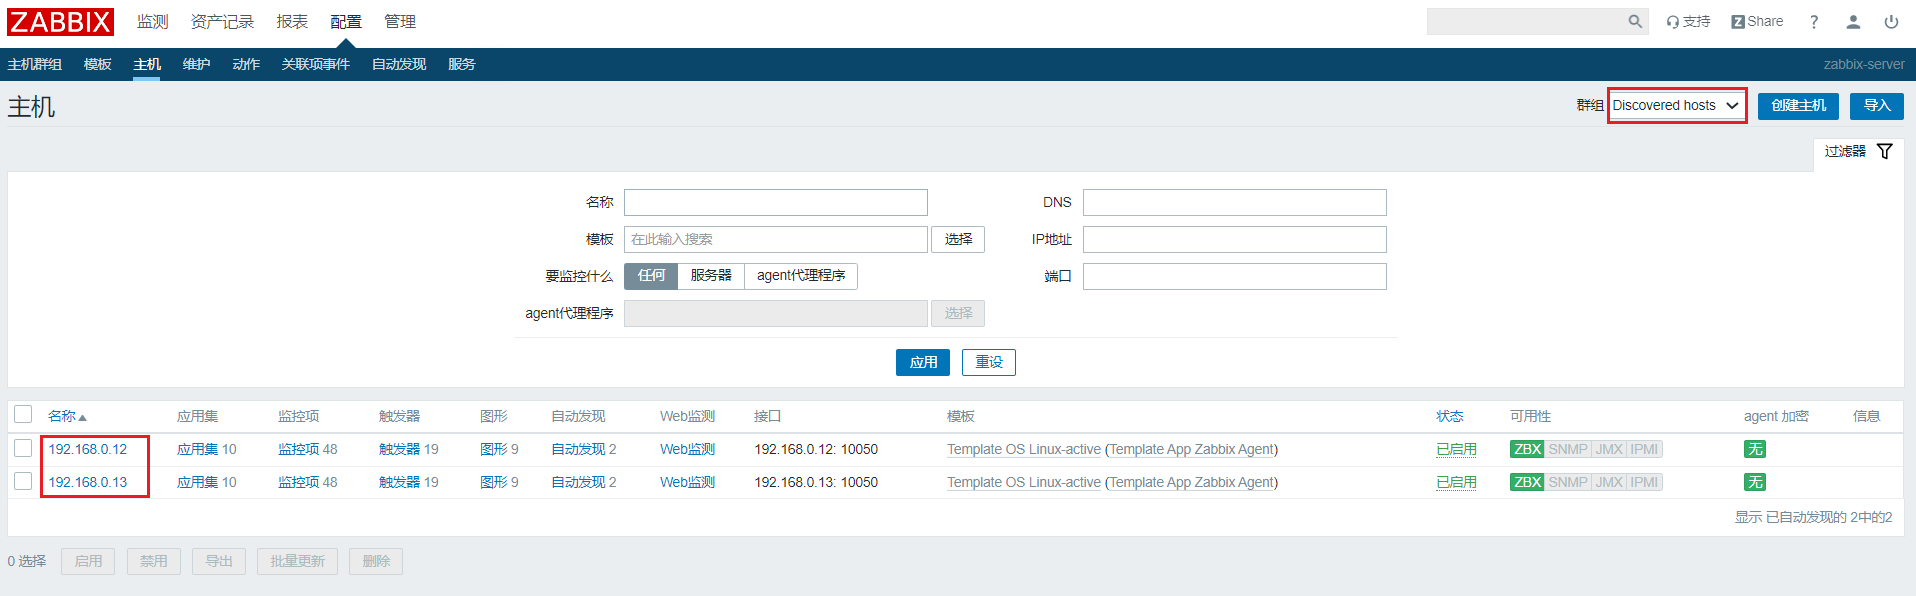 ZABBIX 监测 资产记录 报表 配置 管理 支持 Z Share ?
主机群组 模板 主机 维护 动作 关联项事件 自动发现 服务 zabbix-server
主机 群组 Discovered hosts 创建主机 导入
过滤器
名称 DNS
模板 在此输入搜索 选择 IP地址
要监控什么 任何 服务器 agent代理程序 端口
agent代理程序 选择
应用 重设
名称 应用集 监控项 触发器 图形 自动发现 Web监测 接口 模板 状态 可用性 agent 加密 信息
192.168.0.12 应用集 10 监控项 48 触发器 19 图形 9 自动发现 2 Web监测 192.168.0.12: 10050 Template OS Linux-active (Template App Zabbix Agent) 已启用 ZBX SNMP JMX IPMI 无
192.168.0.13 应用集 10 监控项 48 触发器 19 图形 9 自动发现 2 Web监测 192.168.0.13: 10050 Template OS Linux-active (Template App Zabbix Agent) 已启用 ZBX SNMP JMX IPMI 无
显示 已自动发现的 2中的2
0 选择 启用 禁用 导出 批量更新 删除